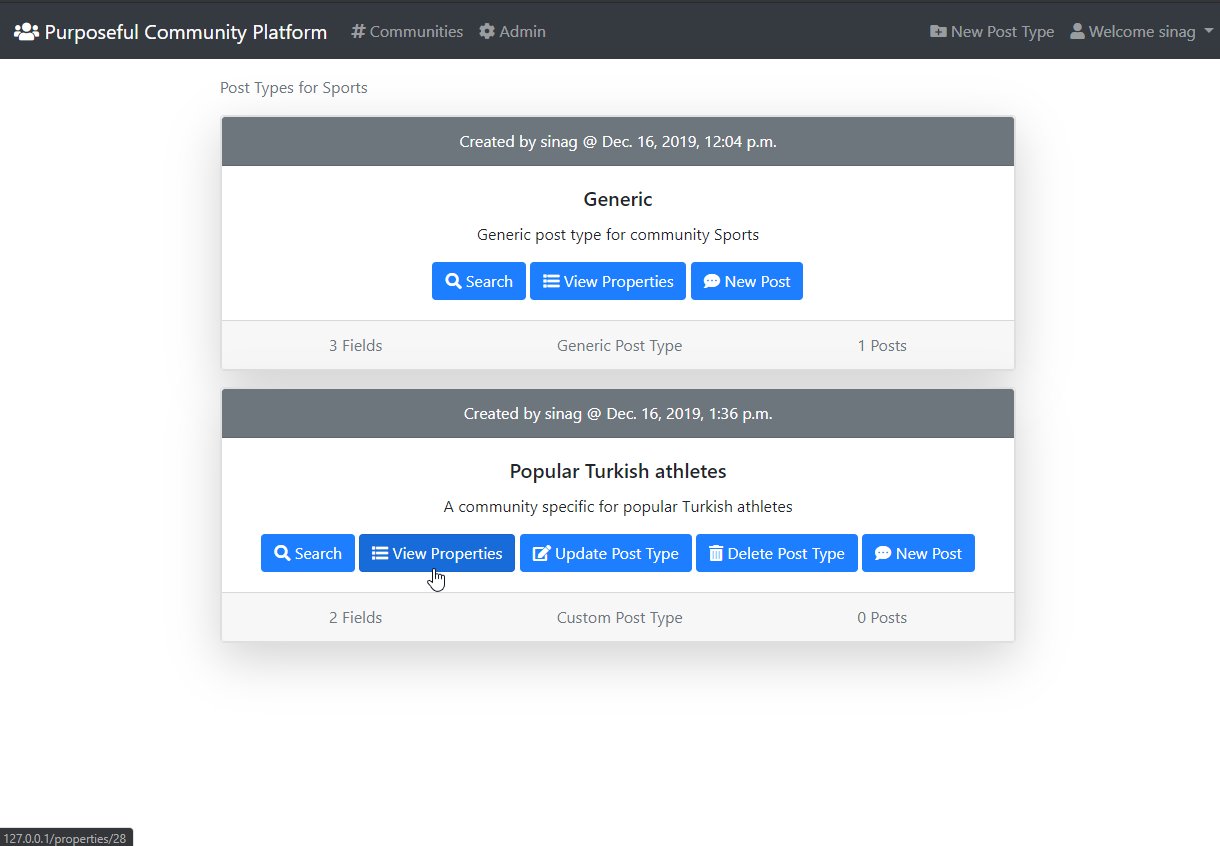 Purposeful Community Platform Communities Admin New Post Type Welcome sinag
Post Types for Sports
Created by sinag @ Dec. 16, 2019, 12:04 p.m.
Generic
Generic post type for community Sports
Search View Properties New Post
3 Fields Generic Post Type 1 Posts
Created by sinag @ Dec. 16, 2019, 1:36 p.m.
Popular Turkish athletes
A community specific for popular Turkish athletes
Search View Properties Update Post Type Delete Post Type New Post
2 Fields Custom Post Type 0 Posts
127.0.0.1/properties/28